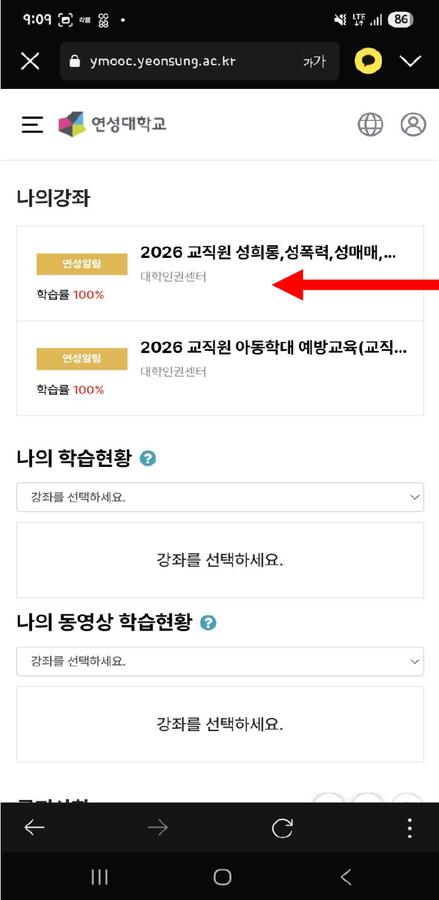 9:09
LTE
86
ymooc.yeonsung.ac.kr
가가
연성대학교
나의강좌
연성알림
2026 교직원 성희롱,성폭력,성매매,...
대학인권센터
학습률 100%
연성알림
2026 교직원 아동학대 예방교육(교직...
대학인권센터
학습률 100%
나의 학습현황 ?
강좌를 선택하세요.
강좌를 선택하세요.
나의 동영상 학습현황 ?
강좌를 선택하세요.
강좌를 선택하세요.